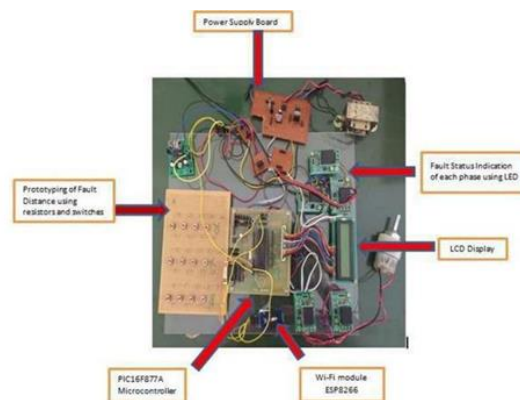 Power Supply Board
Fault Status Indication
of each phase using LED
Prototyping of Fault
Distance using
resistors and switches
LCD Display
PIC16F877A
Microcontroller
Wi-Fi module
ESP8266